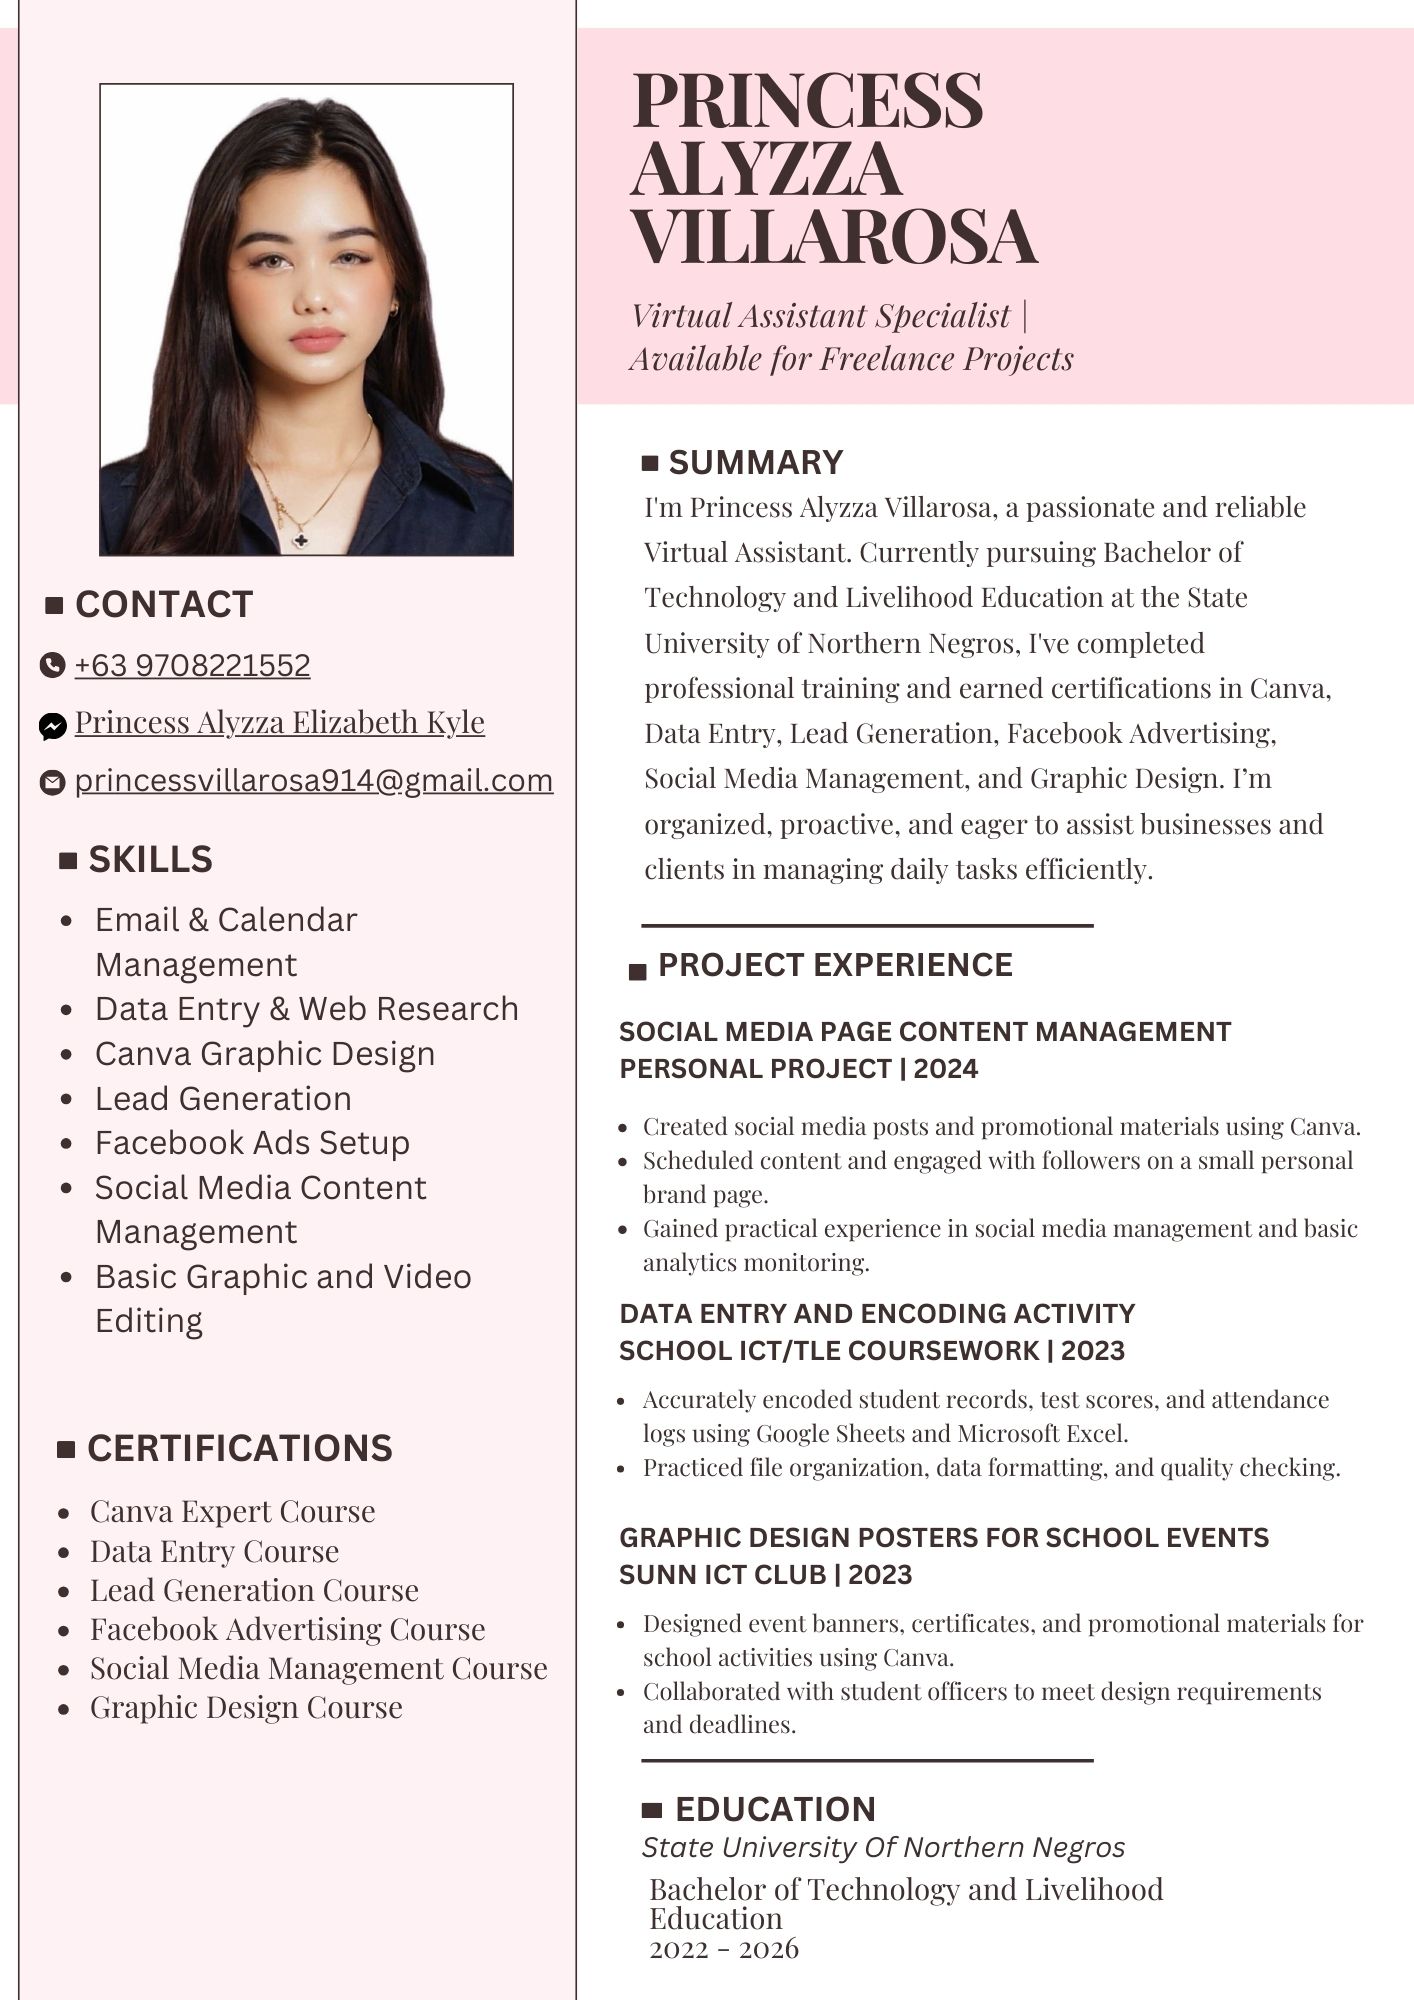 PRINCESS
ALYZZA
VILLAROSA
Virtual Assistant Specialist |
Available for Freelance Projects
CONTACT
+63 9708221552
Princess Alyzza Elizabeth Kyle
princessvillarosa914@gmail.com
SKILLS
• Email & Calendar
Management
• Data Entry & Web Research
• Canva Graphic Design
• Lead Generation
• Facebook Ads Setup
• Social Media Content
Management
• Basic Graphic and Video
Editing
CERTIFICATIONS
• Canva Expert Course
• Data Entry Course
• Lead Generation Course
• Facebook Advertising Course
• Social Media Management Course
• Graphic Design Course
SUMMARY
I'm Princess Alyzza Villarosa, a passionate and reliable
Virtual Assistant. Currently pursuing Bachelor of
Technology and Livelihood Education at the State
University of Northern Negros, I've completed
professional training and earned certifications in Canva,
Data Entry, Lead Generation, Facebook Advertising,
Social Media Management, and Graphic Design. I’m
organized, proactive, and eager to assist businesses and
clients in managing daily tasks efficiently.
PROJECT EXPERIENCE
SOCIAL MEDIA PAGE CONTENT MANAGEMENT
PERSONAL PROJECT | 2024
• Created social media posts and promotional materials using Canva.
• Scheduled content and engaged with followers on a small personal
brand page.
• Gained practical experience in social media management and basic
analytics monitoring.
DATA ENTRY AND ENCODING ACTIVITY
SCHOOL ICT/TLE COURSEWORK | 2023
• Accurately encoded student records, test scores, and attendance
logs using Google Sheets and Microsoft Excel.
• Practiced file organization, data formatting, and quality checking.
GRAPHIC DESIGN POSTERS FOR SCHOOL EVENTS
SUNN ICT CLUB | 2023
• Designed event banners, certificates, and promotional materials for
school activities using Canva.
• Collaborated with student officers to meet design requirements
and deadlines.
EDUCATION
State University Of Northern Negros
Bachelor of Technology and Livelihood
Education
2022 - 2026